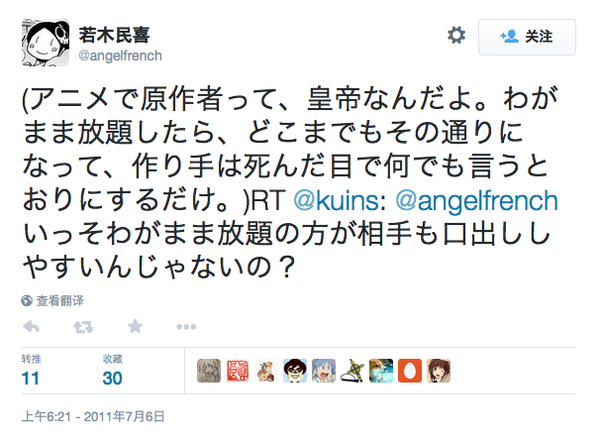 若木民喜
@angelfrench
关注
(アニメで原作者って、皇帝なんだよ。わが
まま放題したら、どこまでもその通りに
なって、作り手は死んだ目で何でも言うと
おりにするだけ。)RT @kuins: @angelfrench
いっそわがまま放題の方が相手も口出しし
やすいんじゃないの？
查看翻译
转推 收藏
11 30
上午6:21 - 2011年7月6日